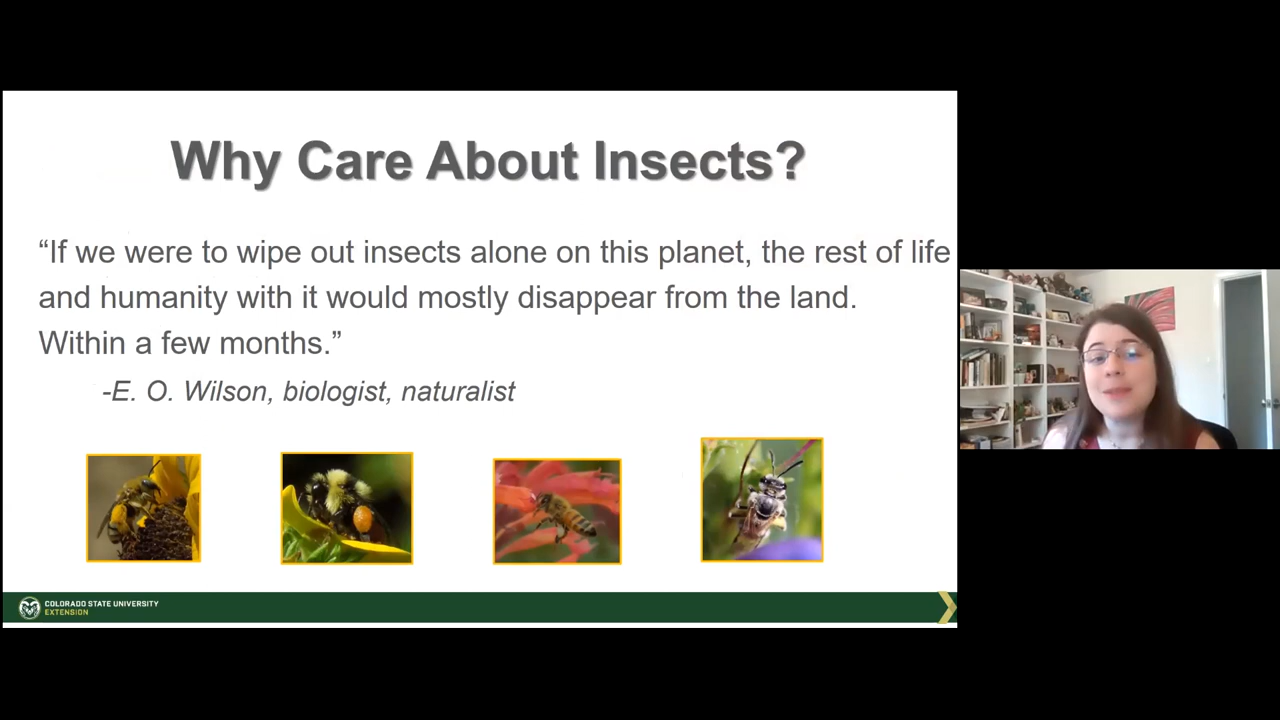 Why Care About Insects?
“If we were to wipe out insects alone on this planet, the rest of life
and humanity with it would mostly disappear from the land.
Within a few months.”
-E. O. Wilson, biologist, naturalist
COLORADO STATE UNIVERSITY
EXTENSION